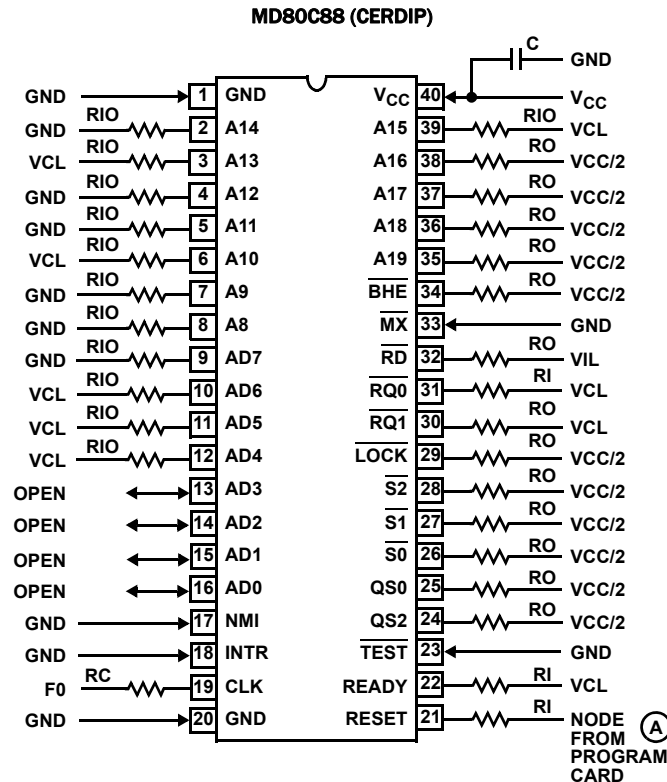 MD80C88 (CERDIP)
C
GND
GND 1 GND VCC 40 VCC
GND RIO 2 A14 A15 39 RIO VCL
VCL RIO 3 A13 A16 38 RO VCC/2
GND RIO 4 A12 A17 37 RO VCC/2
GND RIO 5 A11 A18 36 RO VCC/2
VCL RIO 6 A10 A19 35 RO VCC/2
GND RIO 7 A9 BHE 34 RO VCC/2
GND RIO 8 A8 MX 33 GND
GND RIO 9 AD7 RD 32 RO VIL
VCL RIO 10 AD6 RQ0 31 RI VCL
VCL RIO 11 AD5 RQ1 30 RO VCL
VCL RIO 12 AD4 LOCK 29 RO VCC/2
OPEN 13 AD3 S2 28 RO VCC/2
OPEN 14 AD2 S1 27 RO VCC/2
OPEN 15 AD1 S0 26 RO VCC/2
OPEN 16 AD0 QS0 25 RO VCC/2
GND 17 NMI QS2 24 RO VCC/2
GND 18 INTR TEST 23 GND
F0 RC 19 CLK READY 22 RI VCL
GND 20 GND RESET 21 RI NODE A
FROM
PROGRAM
CARD